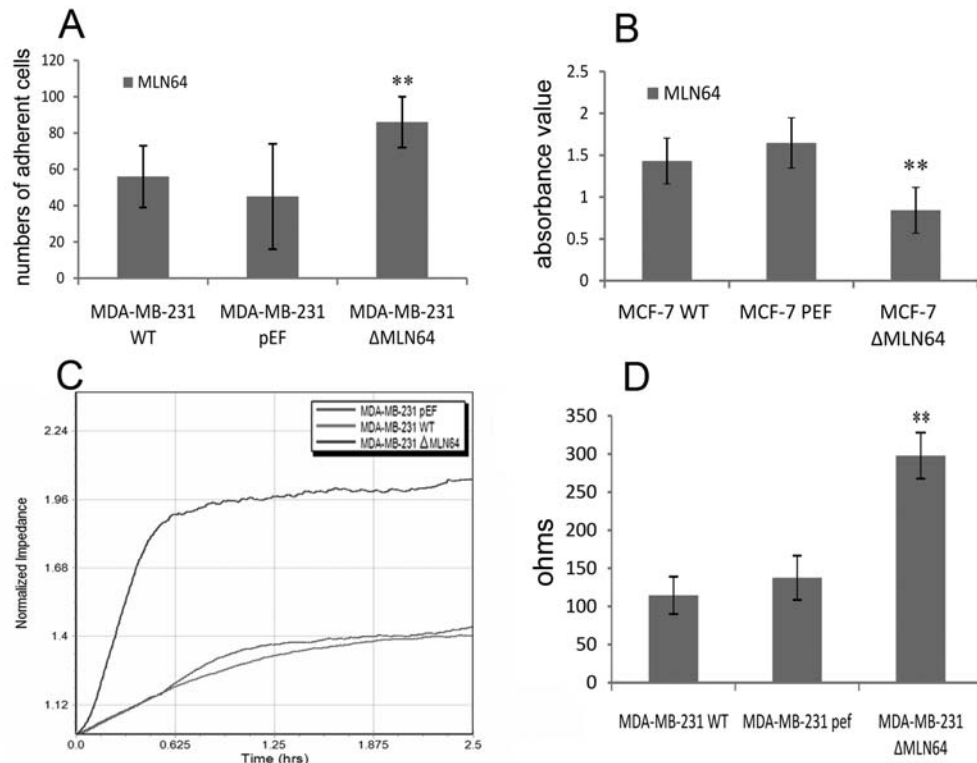 A
numbers of adherent cells
120
100
80
60
40
20
0
MLN64
**
MDA-MB-231
WT
MDA-MB-231
pEF
MDA-MB-231
ΔMLN64
B
absorbance value
2.5
2
1.5
1
0.5
0
MLN64
**
MCF-7 WT
MCF-7 PEF
MCF-7
ΔMLN64
C
Normalized Impedance
2.24
1.96
1.68
1.4
1.12
MDA-MB-231 pEF
MDA-MB-231 WT
MDA-MB-231 ΔMLN64
0.0
0.625
1.25
1.875
2.5
Time (hrs)
D
ohms
350
300
250
200
150
100
50
0
**
MDA-MB-231 WT
MDA-MB-231 pef
MDA-MB-231
ΔMLN64